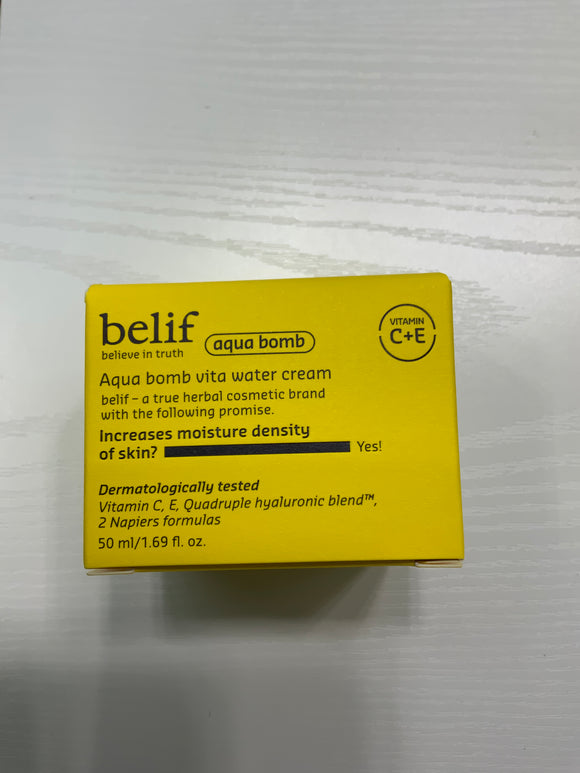 belif
believe in truth
aqua bomb
VITAMIN
C+E
Aqua bomb vita water cream
belif – a true herbal cosmetic brand
with the following promise.
Increases moisture density
of skin? Yes!
Dermatologically tested
Vitamin C, E, Quadruple hyaluronic blend™,
2 Napiers formulas
50 ml/1.69 fl. oz.